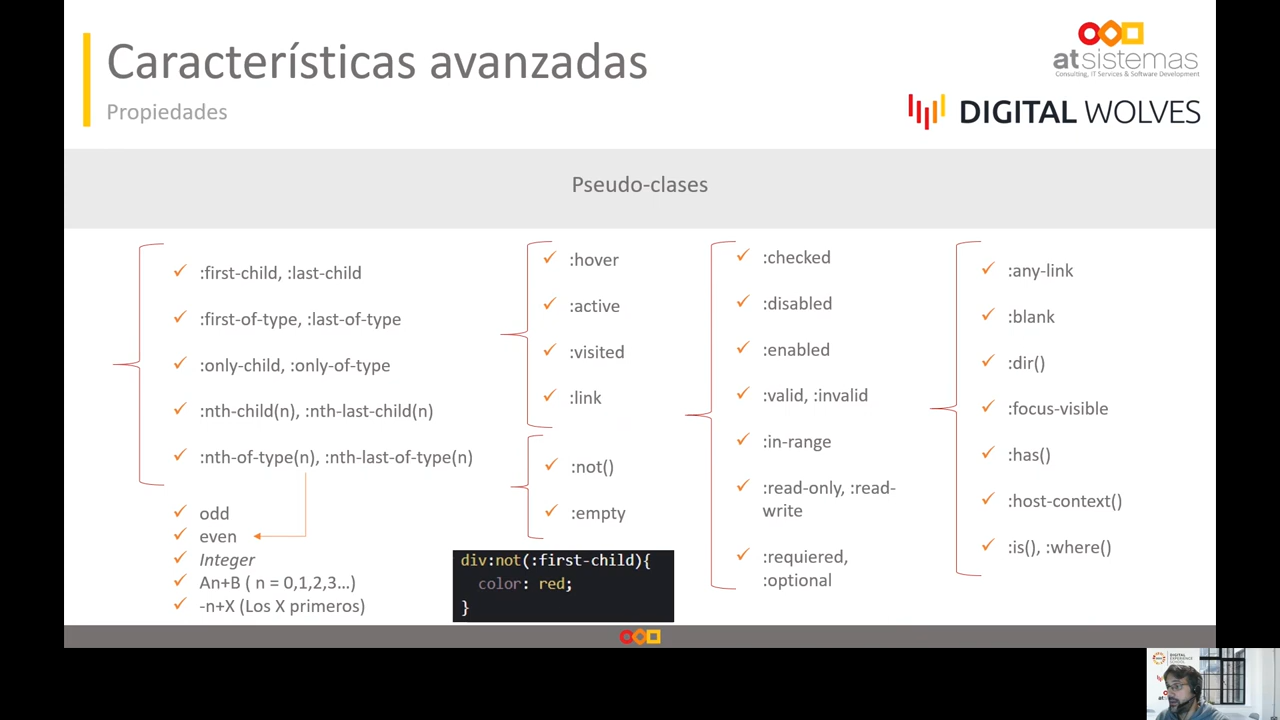 Características avanzadas
Propiedades
atsistemas
Consulting, IT Services & Software Development
DIGITAL WOLVES
Pseudo-clases
:first-child, :last-child
:first-of-type, :last-of-type
:only-child, :only-of-type
:nth-child(n), :nth-last-child(n)
:nth-of-type(n), :nth-last-of-type(n)
odd
even
Integer
An+B ( n = 0,1,2,3...)
-n+X (Los X primeros)
:hover
:active
:visited
:link
:not()
:empty
div:not(:first-child){
color: red;
}
:checked
:disabled
:enabled
:valid, :invalid
:in-range
:read-only, :read-
write
:requiered,
:optional
:any-link
:blank
:dir()
:focus-visible
:has()
:host-context()
:is(), :where()